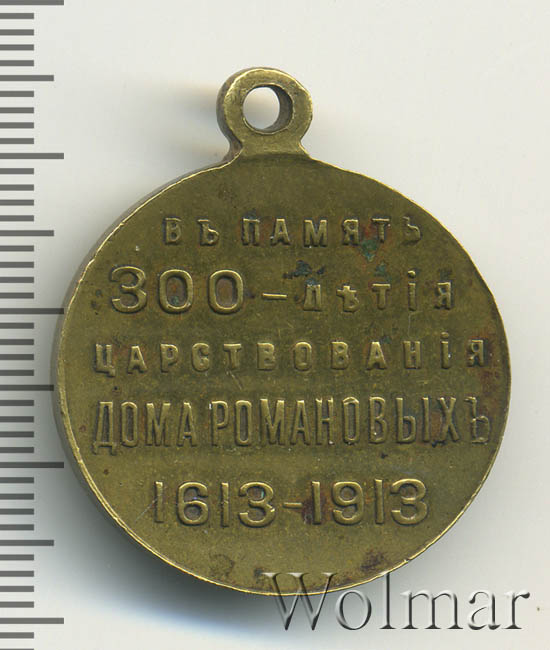 ВЪ ПАМЯТЬ
300-ЛѢТІЯ
ЦАРСТВОВАНІЯ
ДОМА РОМАНОВЫХЪ
1613-1913
Wolmar